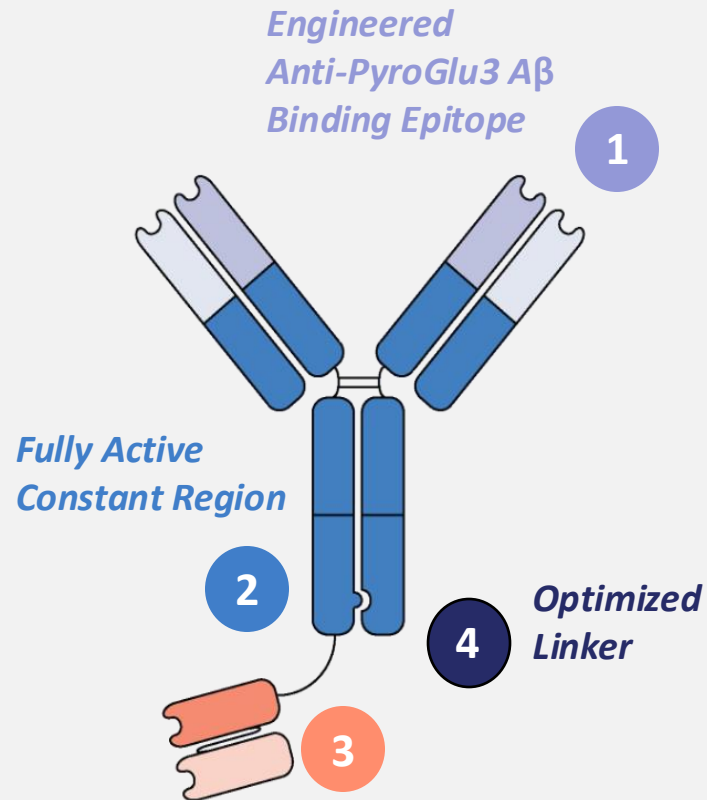 Engineered
Anti-PyroGlu3 Aβ
Binding Epitope
1
Fully Active
Constant Region
2
Optimized
Linker
4
3